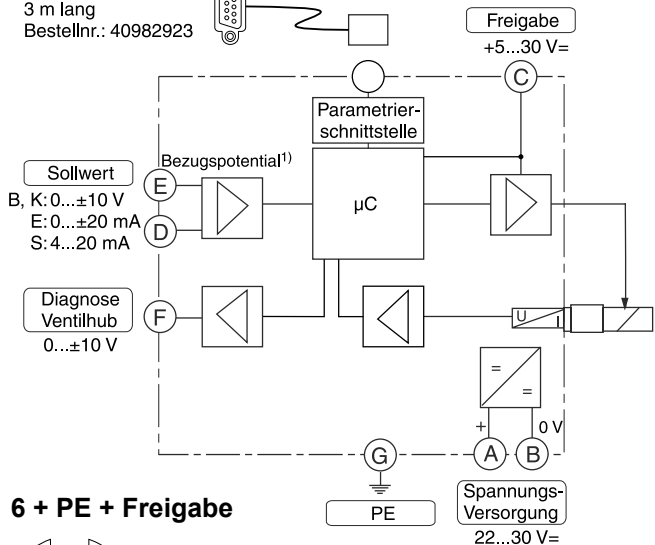 3 m lang
Bestellnr.: 40982923
Freigabe
+5...30 V=
C
Parametrier-
schnittstelle
Bezugspotential¹⁾
Sollwert
E
B, K: 0...±10 V
E: 0...±20 mA
D
S: 4...20 mA
µC
Diagnose
Ventilhub
F
0...±10 V
U
I
=
=
+
0 V
G
A
B
PE
Spannungs-
Versorgung
22...30 V=
6 + PE + Freigabe